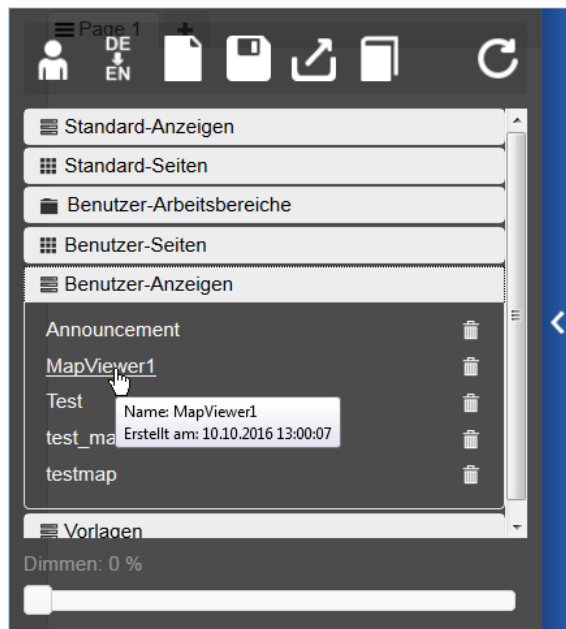 Page 1 +
DE
EN
Standard-Anzeigen
Standard-Seiten
Benutzer-Arbeitsbereiche
Benutzer-Seiten
Benutzer-Anzeigen
Announcement
MapViewer1
Test
Name: MapViewer1
test_ma
Erstellt am: 10.10.2016 13:00:07
testmap
Vorlagen
Dimmen: 0 %